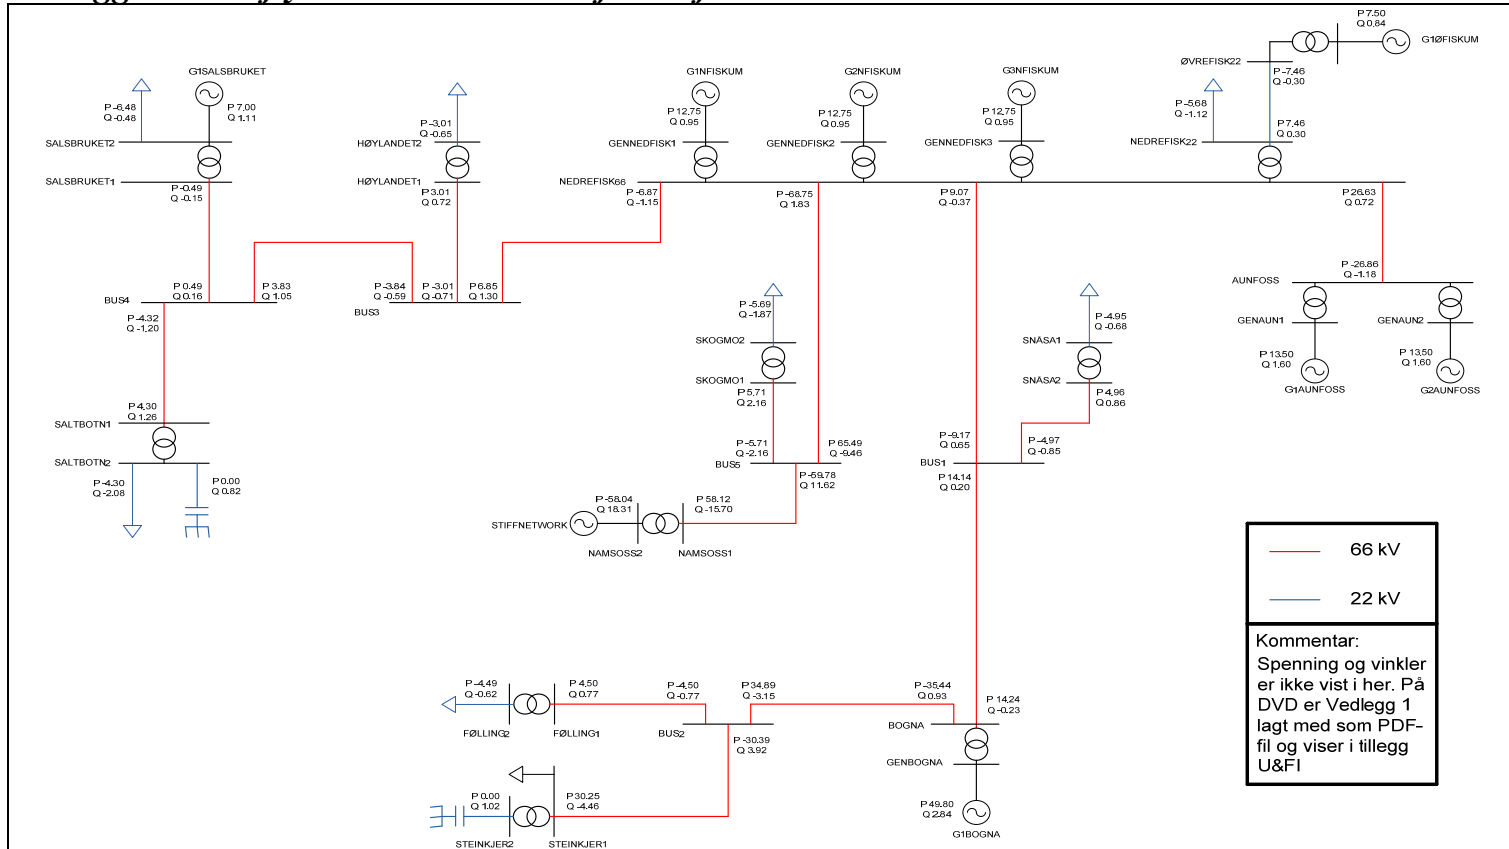 P 7.50
Q 0.84
G1ØFISKUM
ØVREFISK22
P -7.46
Q -0.30
P -5.68
Q -1.12
P 7.46
Q 0.30
NEDREFISK22
G1SALSBRUKET
P -6.48
Q -0.48
P 7.00
Q 1.11
SALSBRUKET2
SALSBRUKET1
P -0.49
Q -0.15
P -3.01
Q -0.65
HØYLANDET2
HØYLANDET1
P 3.01
Q 0.72
G1NFISKUM
P 12.75
Q 0.95
GENNEDFISK1
G2NFISKUM
P 12.75
Q 0.95
GENNEDFISK2
G3NFISKUM
P 12.75
Q 0.95
GENNEDFISK3
NEDREFISK66
P -6.87
Q -1.15
P -68.75
Q 1.83
P 9.07
Q -0.37
P 26.63
Q 0.72
P -26.86
Q -1.18
AUNFOSS
GENAUN1
GENAUN2
P 13.50
Q 1.60
P 13.50
Q 1.60
G1AUNFOSS
G2AUNFOSS
P 0.49
Q 0.16
P 3.83
Q 1.05
BUS4
P -4.32
Q -1.20
P -3.84
Q -0.59
P -3.01
Q -0.71
P 6.85
Q 1.30
BUS3
P 4.30
Q 1.26
SALTBOTN1
SALTBOTN2
P -4.30
Q -2.08
P 0.00
Q 0.82
P -5.69
Q -1.87
SKOGMO2
SKOGMO1
P 5.71
Q 2.16
P -5.71
Q -2.16
P 65.49
Q -9.46
BUS5
P -59.78
Q 11.62
P -58.04
Q 18.31
P 58.12
Q -15.70
STIFFNETWORK
NAMSOSS2
NAMSOSS1
P -4.95
Q -0.68
SNÅSA1
SNÅSA2
P 4.96
Q 0.86
P -9.17
Q 0.65
P -4.97
Q -0.85
BUS1
P 14.14
Q 0.20
P -4.49
Q -0.62
P 4.50
Q 0.77
FØLLING2
FØLLING1
P -4.50
Q -0.77
P 34.89
Q -3.15
BUS2
P -30.39
Q 3.92
P -35.44
Q 0.93
P 14.24
Q -0.23
BOGNA
GENBOGNA
P 49.80
Q 2.84
G1BOGNA
P 0.00
Q 1.02
P 30.25
Q -4.46
STEINKJER2
STEINKJER1
66 kV
22 kV
Kommentar:
Spenning og vinkler
er ikke vist i her. På
DVD er Vedlegg 1
lagt med som PDF-
fil og viser i tillegg
U&FI